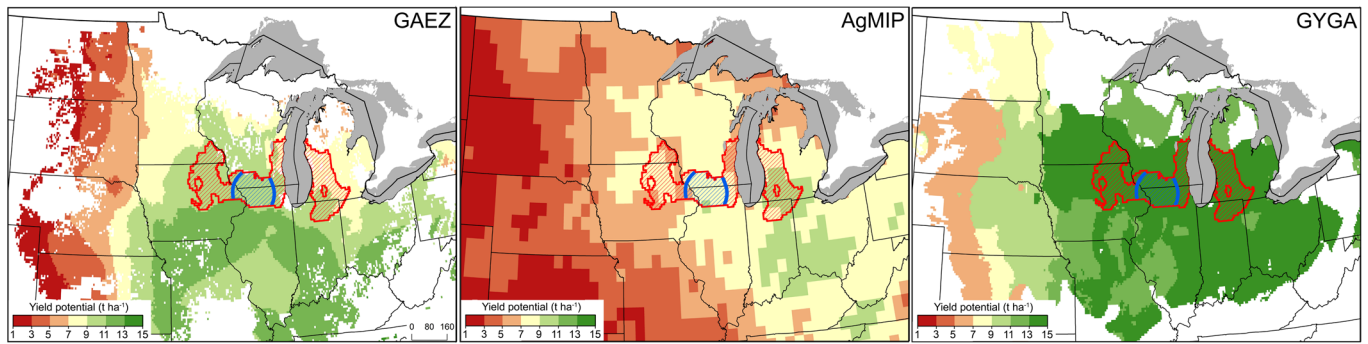 GAEZ
Yield potential (t ha-1)
1 3 5 7 9 11 13 15
0 80 160
AgMIP
Yield potential (t ha-1)
1 3 5 7 9 11 13 15
GYGA
Yield potential (t ha-1)
1 3 5 7 9 11 13 15